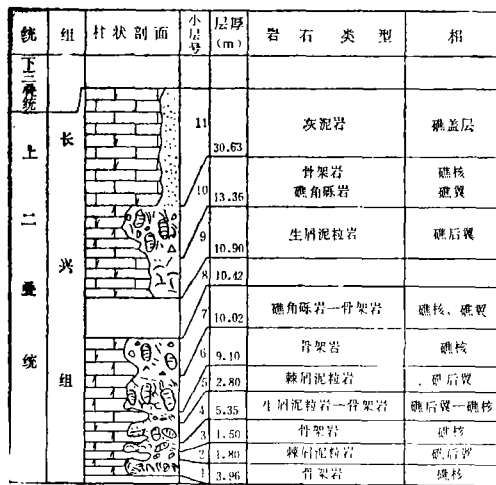 统 组 柱状剖面 小层号 层厚(m) 岩石类型 相
下三叠统
上二叠统
长兴组
11 30.63 灰泥岩 礁盖层
10 13.36 骨架岩 礁核
礁角砾岩 礁翼
9 10.90 生屑泥粒岩 礁后翼
8 10.42
7 10.02 礁角砾岩—骨架岩 礁核、礁翼
6 9.10 骨架岩 礁核
5 2.80 棘屑泥粒岩 礁后翼
4 5.35 生屑泥粒岩—骨架岩 礁后翼—礁核
3 1.50 骨架岩 礁核
2 1.80 棘屑泥粒岩 礁后翼
1 3.96 骨架岩 礁核